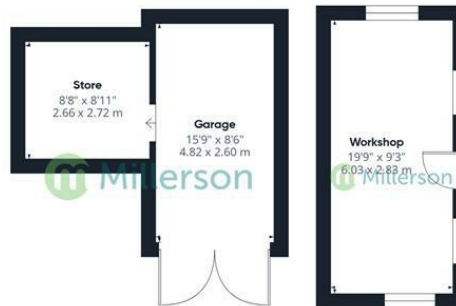 Store
8'8" x 8'11"
2.66 x 2.72 m
Garage
15'9" x 8'6"
4.82 x 2.60 m
Workshop
19'9" x 9'3"
6.03 x 2.83 m
Millerson
Millerson